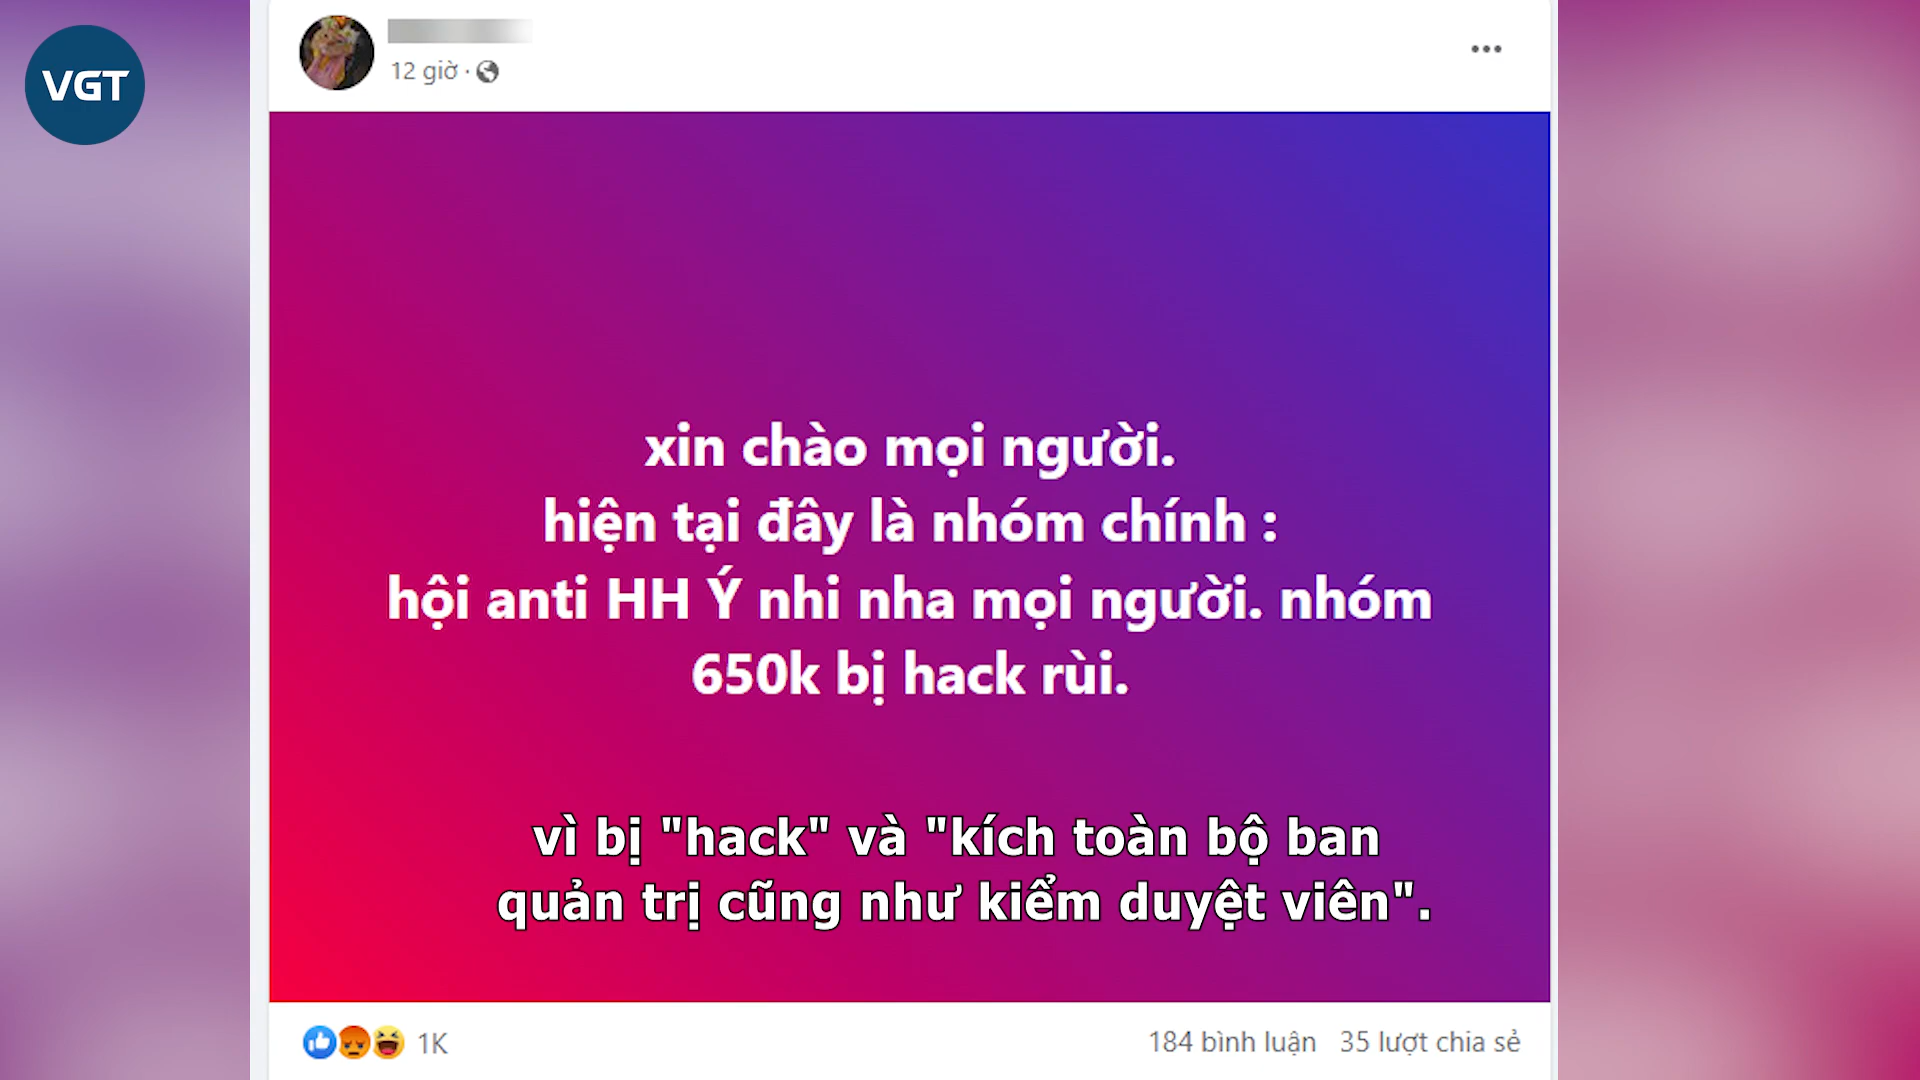 VGT
12 giờ ·
xin chào mọi người.
hiện tại đây là nhóm chính :
hội anti HH Ý nhi nha mọi người. nhóm
650k bị hack rùi.
vì bị "hack" và "kích toàn bộ ban
quản trị cũng như kiểm duyệt viên".
1K
184 bình luận 35 lượt chia sẻ